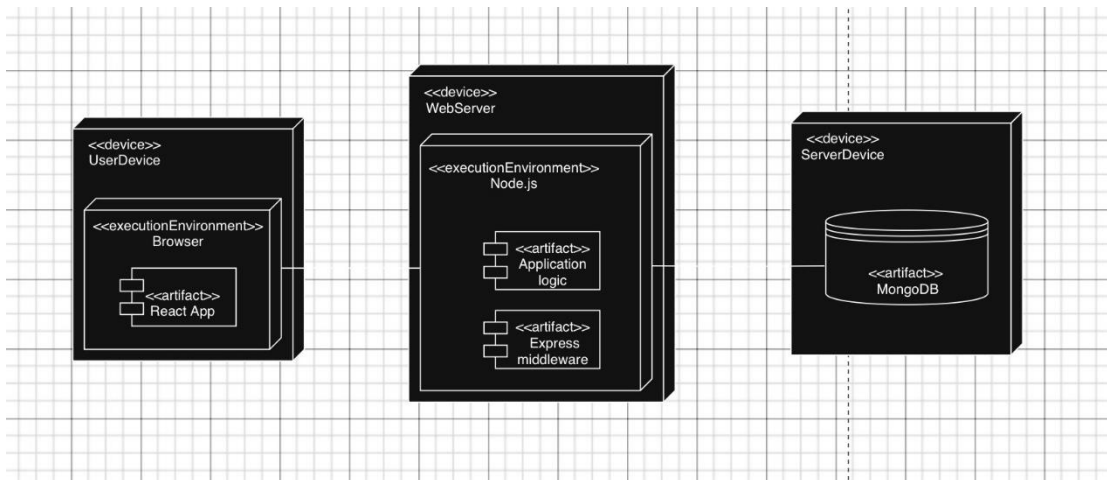 <<device>>
UserDevice
<<executionEnvironment>>
Browser
<<artifact>>
React App
<<device>>
WebServer
<<executionEnvironment>>
Node.js
<<artifact>>
Application
logic
<<artifact>>
Express
middleware
<<device>>
ServerDevice
<<artifact>>
MongoDB